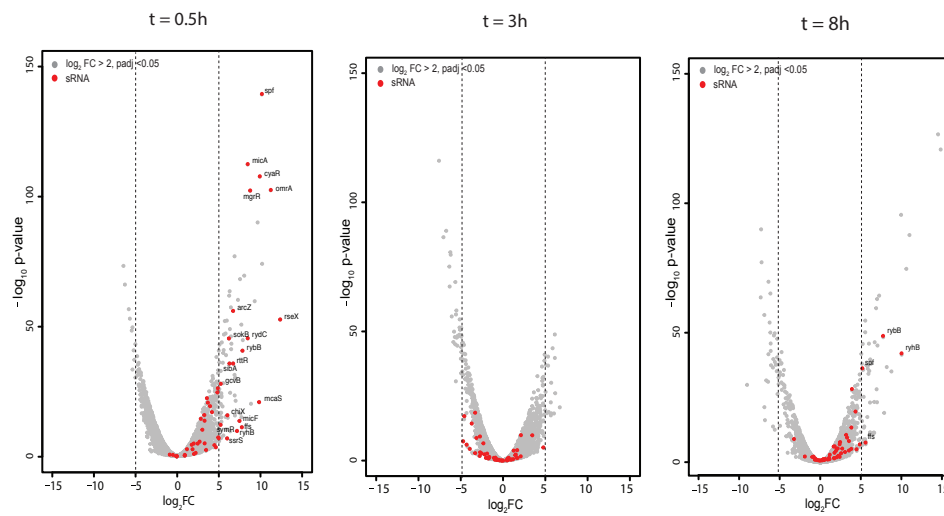 t = 0.5h
t = 3h
t = 8h
log2 FC > 2, padj <0.05
sRNA
spf
micA
cyaR
mgrR
omrA
arcZ
rseX
sokB
rydC
rybB
rttR
sibA
gcvB
mcaS
chiX
micF
ffs
ryhB
ssrS
-log10 p-value
0
50
100
150
-15
-10
-5
0
5
10
15
log2FC
log2 FC > 2, padj <0.05
sRNA
-log10 p-value
0
50
100
150
-15
-10
-5
0
5
10
15
log2FC
log2 FC > 2, padj <0.05
sRNA
rybB
ryhB
spf
ffs
-log10 p-value
0
50
100
150
-15
-10
-5
0
5
10
15
log2FC